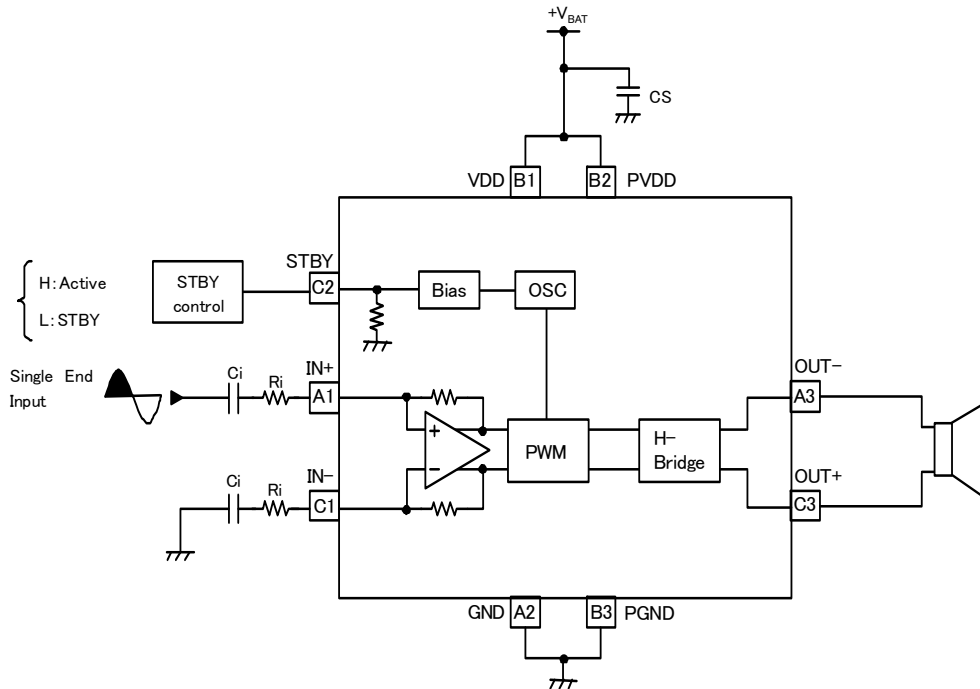 +VBAT
CS
VDD B1 B2 PVDD
STBY
H:Active
L:STBY
STBY control
C2
Bias
OSC
Single End Input
Ci
Ri
IN+
A1
+
-
PWM
H-Bridge
OUT-
A3
Ci
Ri
IN-
C1
OUT+
C3
GND A2 B3 PGND